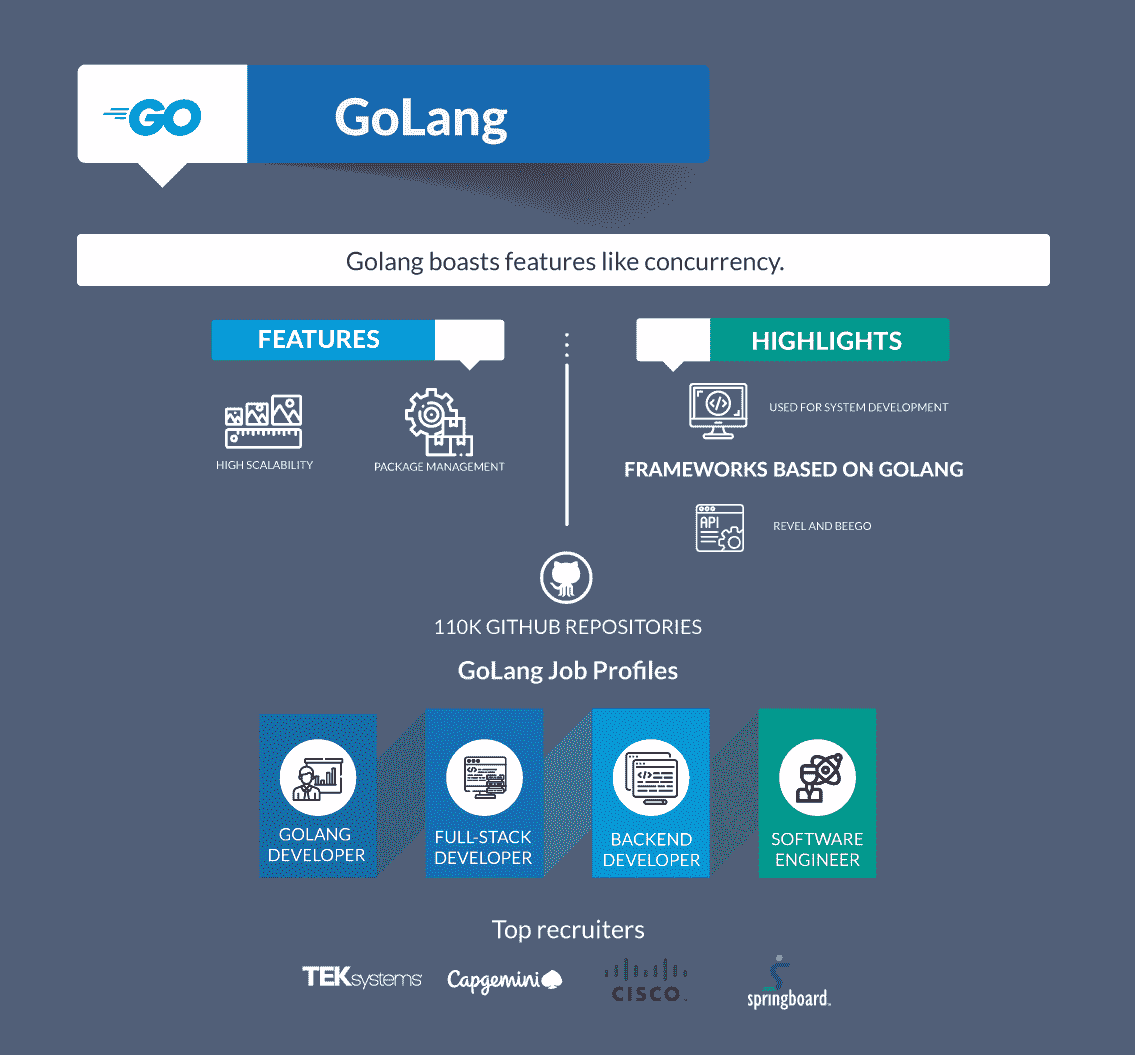 GO
GoLang
Golang boasts features like concurrency.
FEATURES
HIGH SCALABILITY
PACKAGE MANAGEMENT
HIGHLIGHTS
USED FOR SYSTEM DEVELOPMENT
FRAMEWORKS BASED ON GOLANG
API
REVEL AND BEEGO
110K GITHUB REPOSITORIES
GoLang Job Profiles
GOLANG
DEVELOPER
FULL-STACK
DEVELOPER
BACKEND
DEVELOPER
SOFTWARE
ENGINEER
Top recruiters
TEKsystems
Capgemini
CISCO
springboard